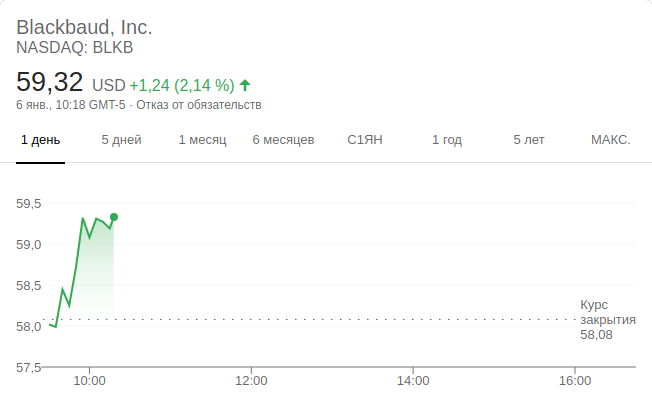 Blackbaud, Inc.
NASDAQ: BLKB
59,32 USD +1,24 (2,14 %)
6 янв., 10:18 GMT-5 · Отказ от обязательств
1 день 5 дней 1 месяц 6 месяцев С1ЯН 1 год 5 лет МАКС.
59,5
59,0
58,5
58,0
57,5
Курс
закрытия
58,08
10:00 12:00 14:00 16:00